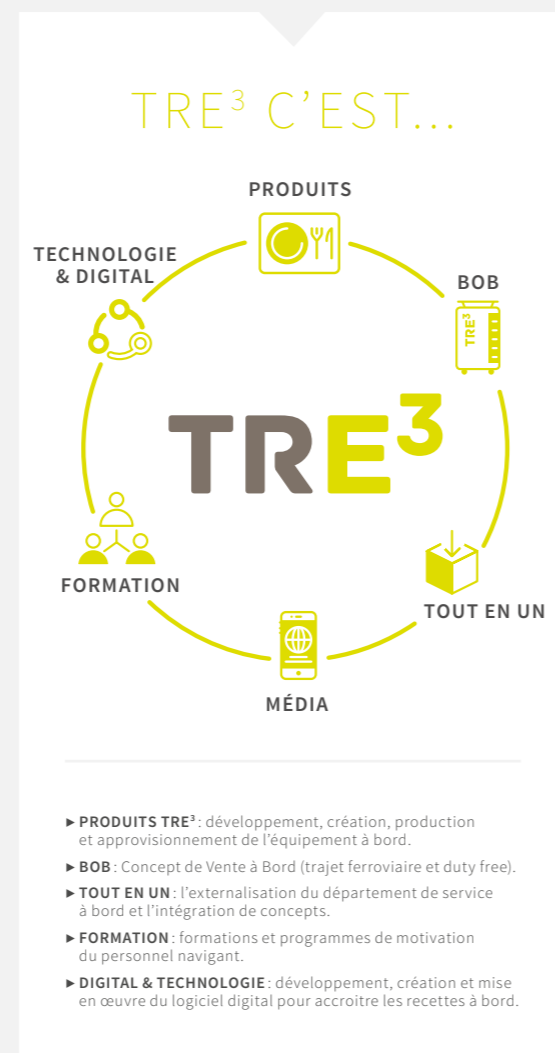 TRE³ C'EST...
PRODUITS
TECHNOLOGIE
& DIGITAL
BOB
TRE³
TRE³
FORMATION
TOUT EN UN
MÉDIA
► PRODUITS TRE³ : développement, création, production
et approvisionnement de l'équipement à bord.
► BOB : Concept de Vente à Bord (trajet ferroviaire et duty free).
► TOUT EN UN : l'externalisation du département de service
à bord et l'intégration de concepts.
► FORMATION : formations et programmes de motivation
du personnel navigant.
► DIGITAL & TECHNOLOGIE : développement, création et mise
en œuvre du logiciel digital pour accroitre les recettes à bord.